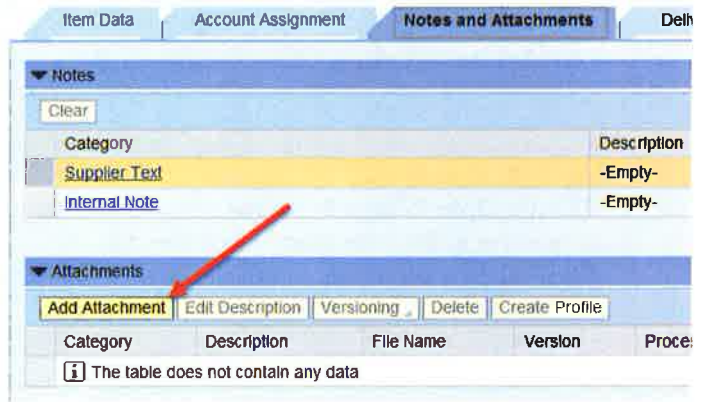 Item Data Account Assignment Notes and Attachments Deliv
Notes
Clear
Category Description
Supplier Text -Empty-
Internal Note -Empty-
Attachments
Add Attachment Edit Description Versioning Delete Create Profile
Category Description File Name Version Proces
i The table does not contain any data